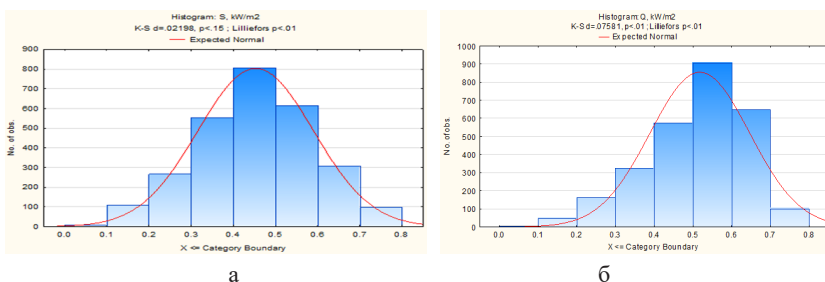 Histogram: S, kW/m2
K-S d=.02198, p<.15 ; Lilliefors p<.01
Expected Normal
900
800
700
600
500
400
300
200
100
0
No. of obs.
0.0 0.1 0.2 0.3 0.4 0.5 0.6 0.7 0.8
X <= Category Boundary
а
Histogram: Q, kW/m2
K-S d=.07581, p<.01 ; Lilliefors p<.01
Expected Normal
1000
900
800
700
600
500
400
300
200
100
0
No. of obs.
0.0 0.1 0.2 0.3 0.4 0.5 0.6 0.7 0.8
X <= Category Boundary
б